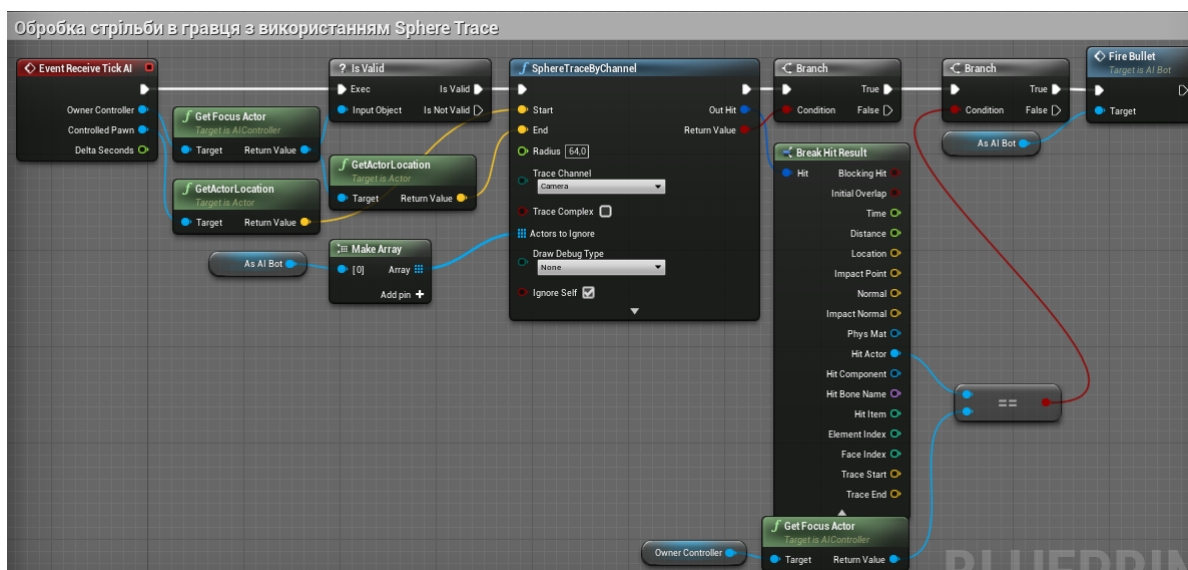 Обробка стрільби в гравця з використанням Sphere Trace
Event Receive Tick AI
Owner Controller
Controlled Pawn
Delta Seconds
Get Focus Actor
Target is AIController
Target Return Value
GetActorLocation
Target is Actor
Target Return Value
? Is Valid
Exec Is Valid
Input Object Is Not Valid
GetActorLocation
Target is Actor
Target Return Value
As AI Bot
Make Array
[0] Array
Add pin +
SphereTraceByChannel
Start Out Hit
End Return Value
Radius 64,0
Trace Channel
Camera
Trace Complex
Actors to Ignore
Draw Debug Type
None
Ignore Self
Branch
True
Condition False
Break Hit Result
Hit Blocking Hit
Initial Overlap
Time
Distance
Location
Impact Point
Normal
Impact Normal
Phys Mat
Hit Actor
Hit Component
Hit Bone Name
Hit Item
Element Index
Face Index
Trace Start
Trace End
Owner Controller
Get Focus Actor
Target is AIController
Target Return Value
==
Branch
True
Condition False
As AI Bot
Fire Bullet
Target is AI Bot
Target